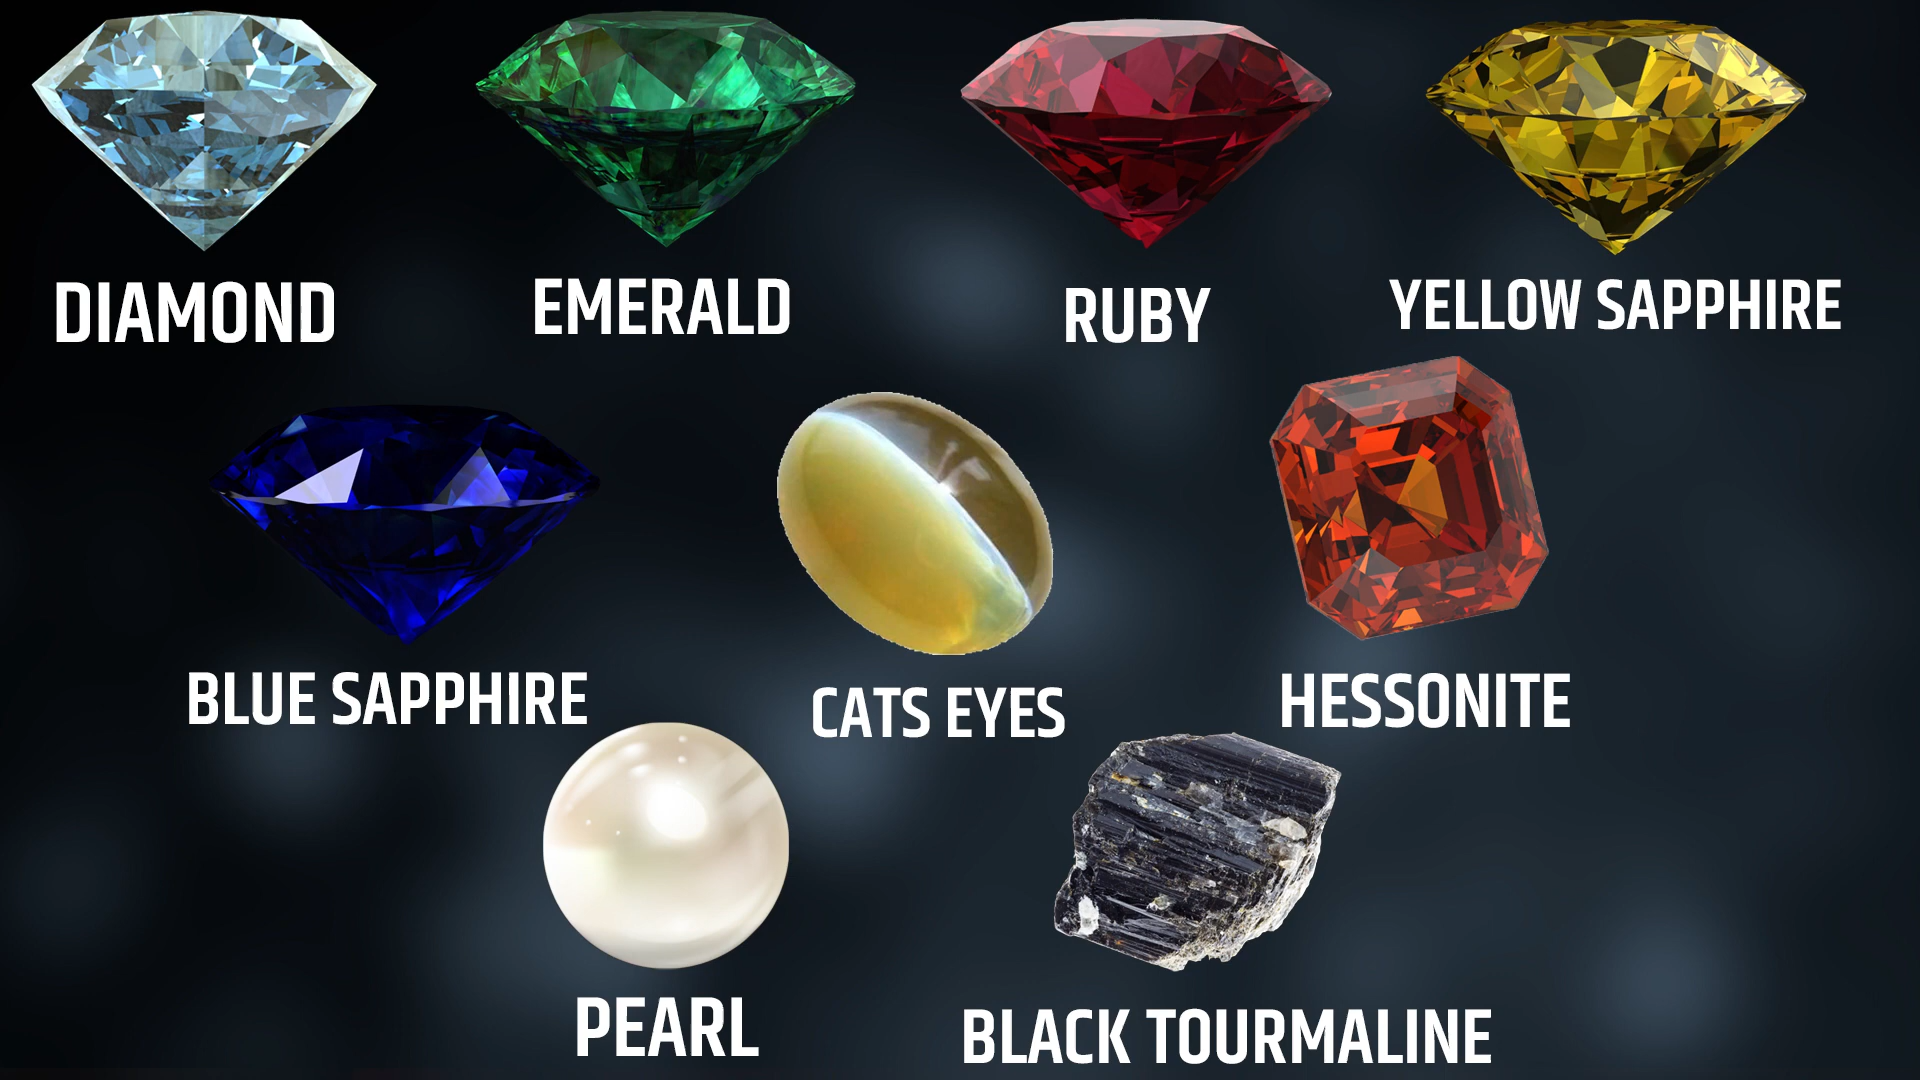 DIAMOND
EMERALD
RUBY
YELLOW SAPPHIRE
BLUE SAPPHIRE
CATS EYES
HESSONITE
PEARL
BLACK TOURMALINE